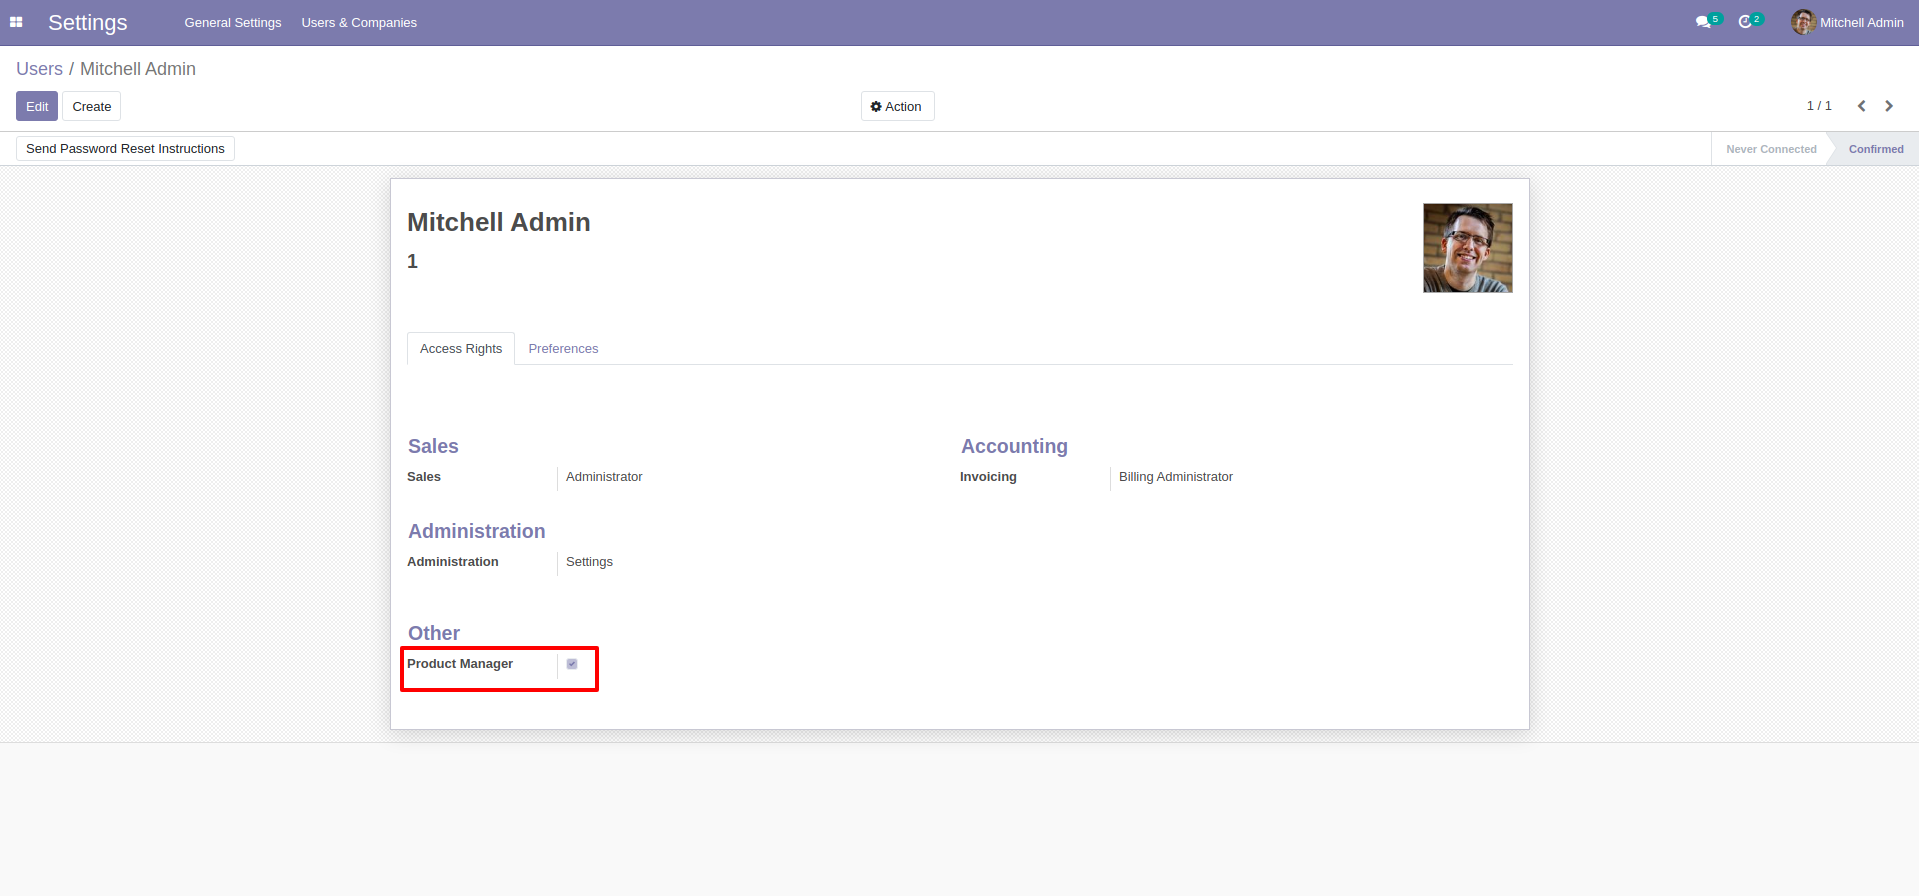 Settings General Settings Users & Companies 5 2 Mitchell Admin
Users / Mitchell Admin
Edit Create Action 1 / 1
Send Password Reset Instructions Never Connected Confirmed
Mitchell Admin
1
Access Rights Preferences
Sales Accounting
Sales Administrator Invoicing Billing Administrator
Administration
Administration Settings
Other
Product Manager